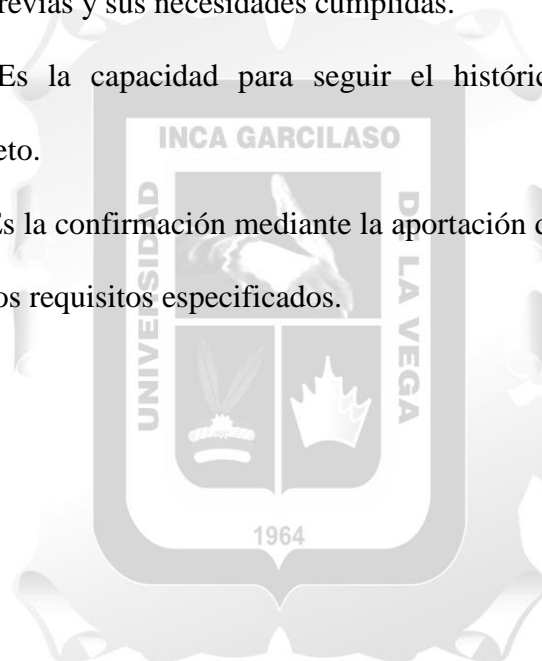 revias y sus necesidades cumplidas.
Es la capacidad para seguir el históric
eto.
Es la confirmación mediante la aportación d
os requisitos especificados.
INCA GARCILASO
UNIVERSIDAD
DE LA VEGA
1964